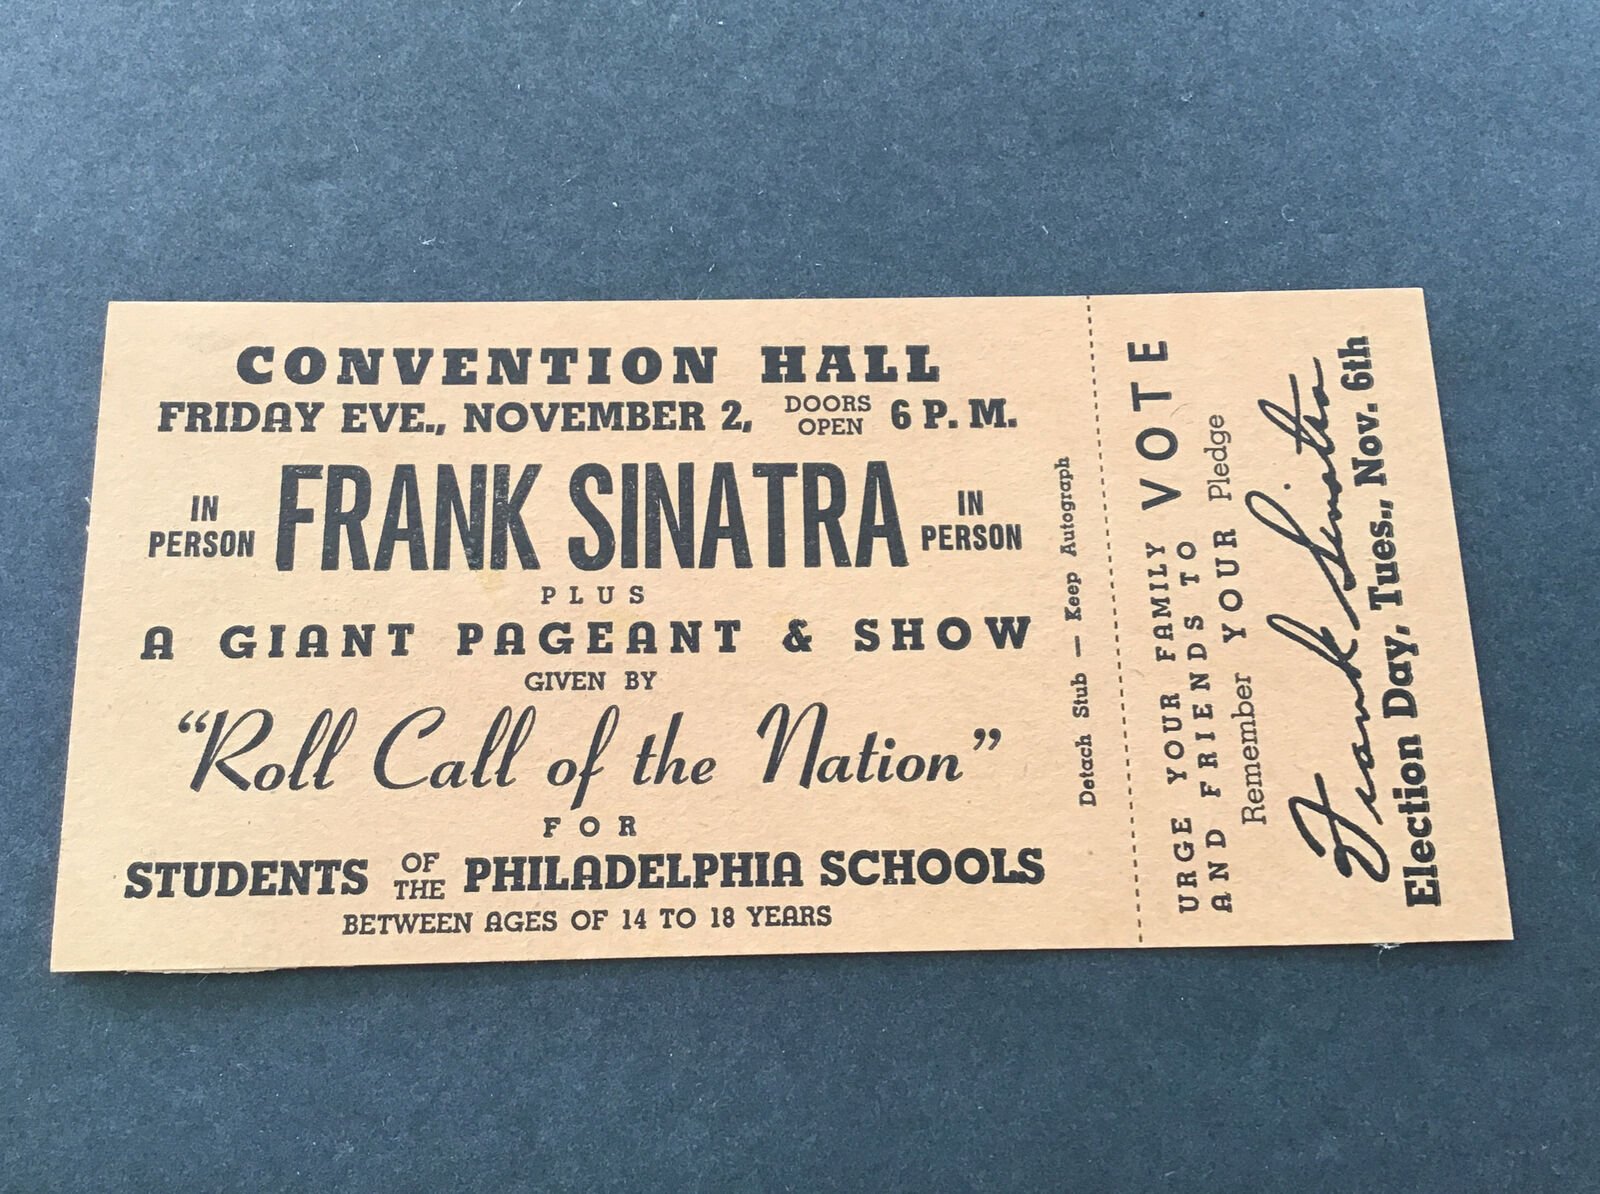 CONVENTION HALL
FRIDAY EVE., NOVEMBER 2, DOORS OPEN 6 P. M.
IN PERSON FRANK SINATRA IN PERSON
PLUS
A GIANT PAGEANT & SHOW
GIVEN BY
"Roll Call of the Nation"
FOR
STUDENTS OF THE PHILADELPHIA SCHOOLS
BETWEEN AGES OF 14 TO 18 YEARS
Detach Stub — Keep Autograph
VOTE
URGE YOUR FAMILY
AND FRIENDS TO
Remember YOUR Pledge
Frank Sinatra
Election Day, Tues., Nov. 6th